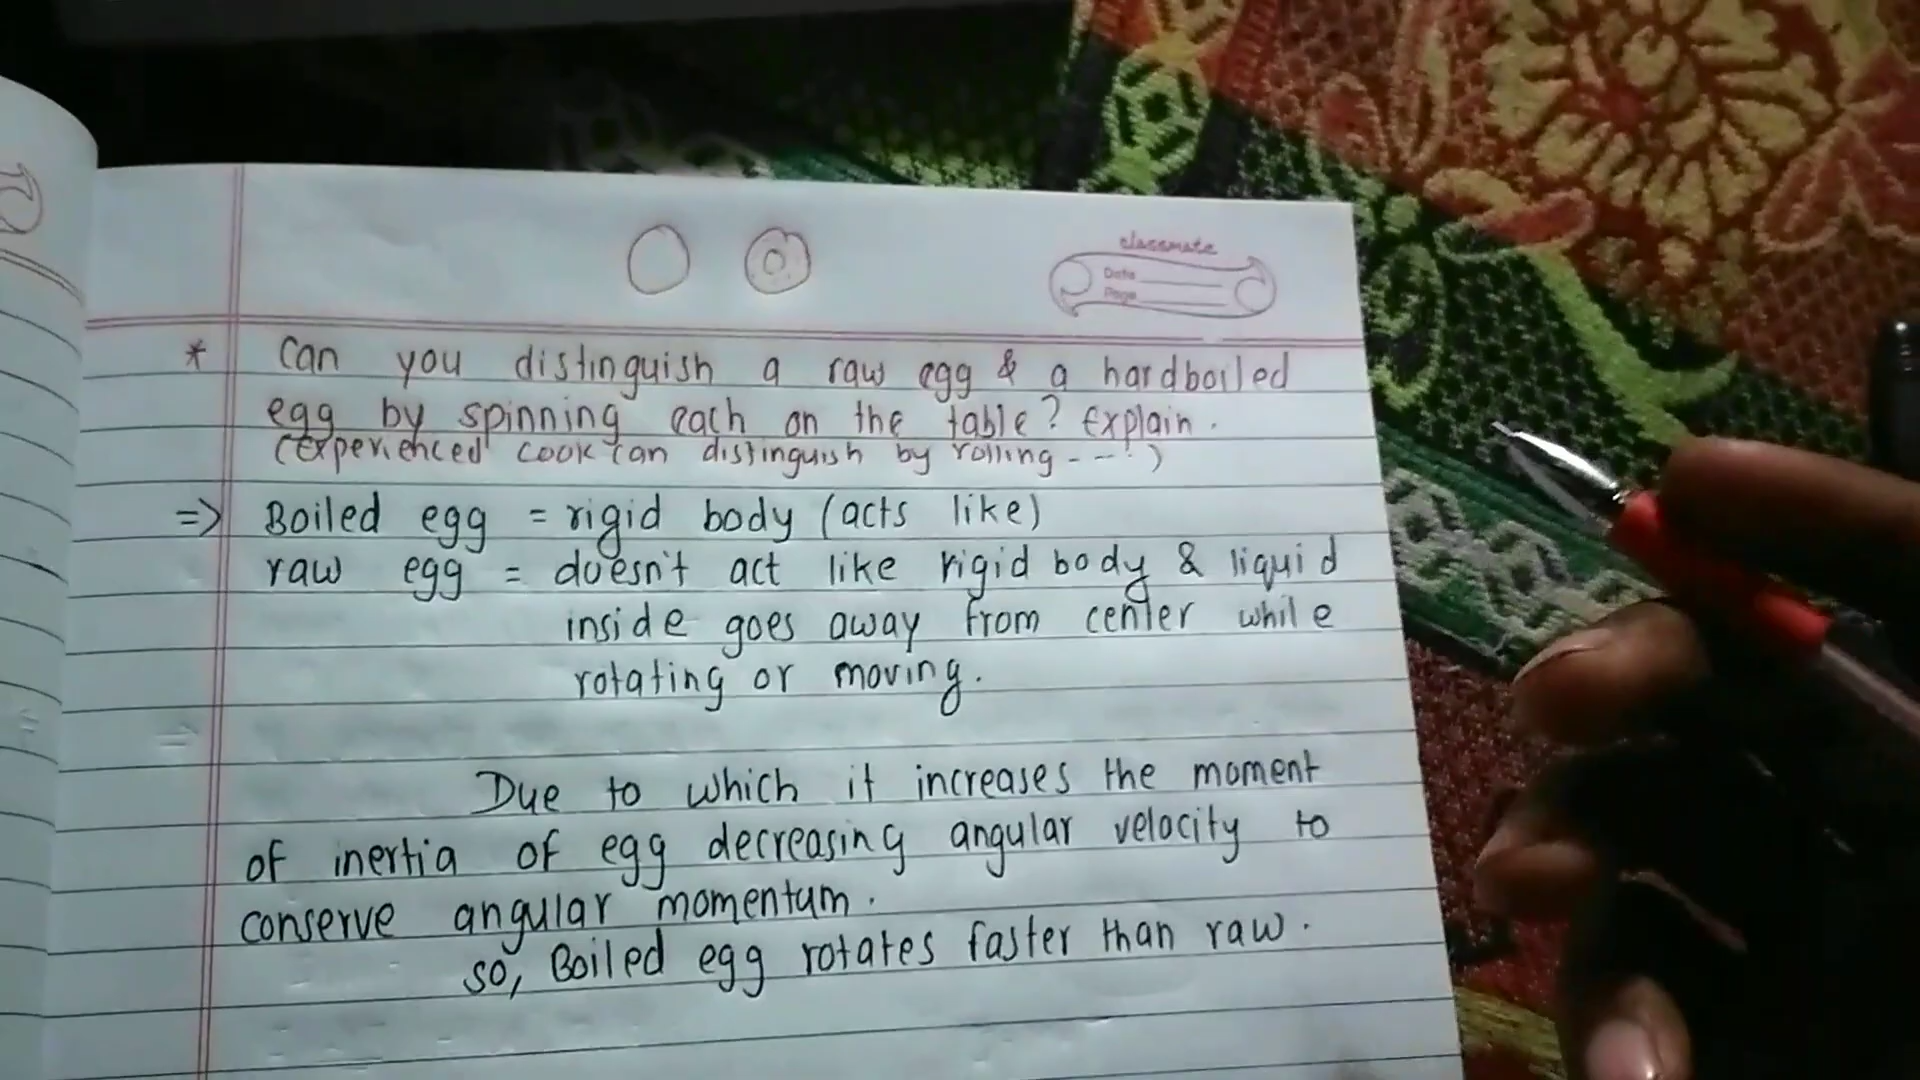 classmate
Date
Page
* Can you distinguish a raw egg & a hardboiled
egg by spinning each on the table? Explain.
(Experienced cook can distinguish by rolling - - ?)
=> Boiled egg = rigid body (acts like)
raw egg = doesn't act like rigid body & liquid
inside goes away from center while
rotating or moving.
Due to which it increases the moment
of inertia of egg decreasing angular velocity to
conserve angular momentum.
so, Boiled egg rotates faster than raw.